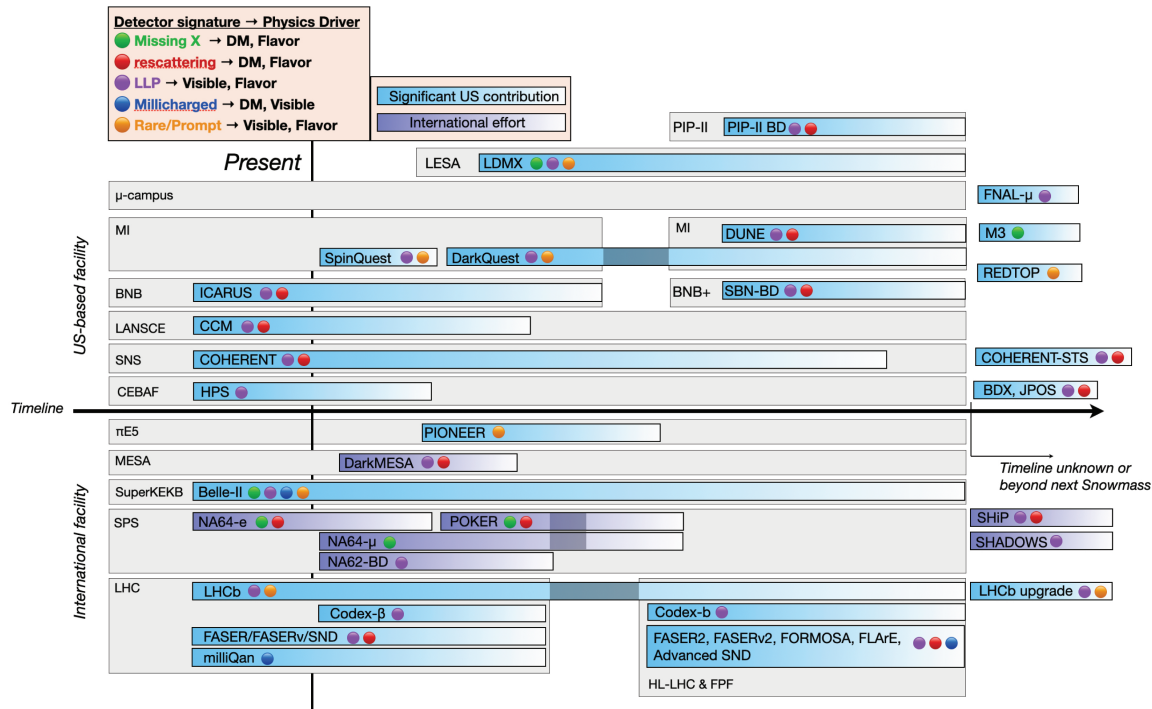 Detector signature → Physics Driver
Missing X → DM, Flavor
rescattering → DM, Flavor
LLP → Visible, Flavor
Millicharged → DM, Visible
Rare/Prompt → Visible, Flavor
Significant US contribution
International effort
Present
PIP-II
PIP-II BD
LESA
LDMX
μ-campus
FNAL-μ
MI
MI
DUNE
M3
SpinQuest
DarkQuest
REDTOP
BNB
ICARUS
BNB+
SBN-BD
LANSCE
CCM
SNS
COHERENT
COHERENT-STS
CEBAF
HPS
BDX, JPOS
US-based facility
Timeline
πE5
PIONEER
MESA
DarkMESA
Timeline unknown or
beyond next Snowmass
SuperKEKB
Belle-II
SPS
NA64-e
POKER
SHiP
NA64-μ
SHADOWS
NA62-BD
International facility
LHC
LHCb
LHCb upgrade
Codex-β
Codex-b
FASER/FASERv/SND
FASER2, FASERv2, FORMOSA, FLArE,
Advanced SND
milliQan
HL-LHC & FPF